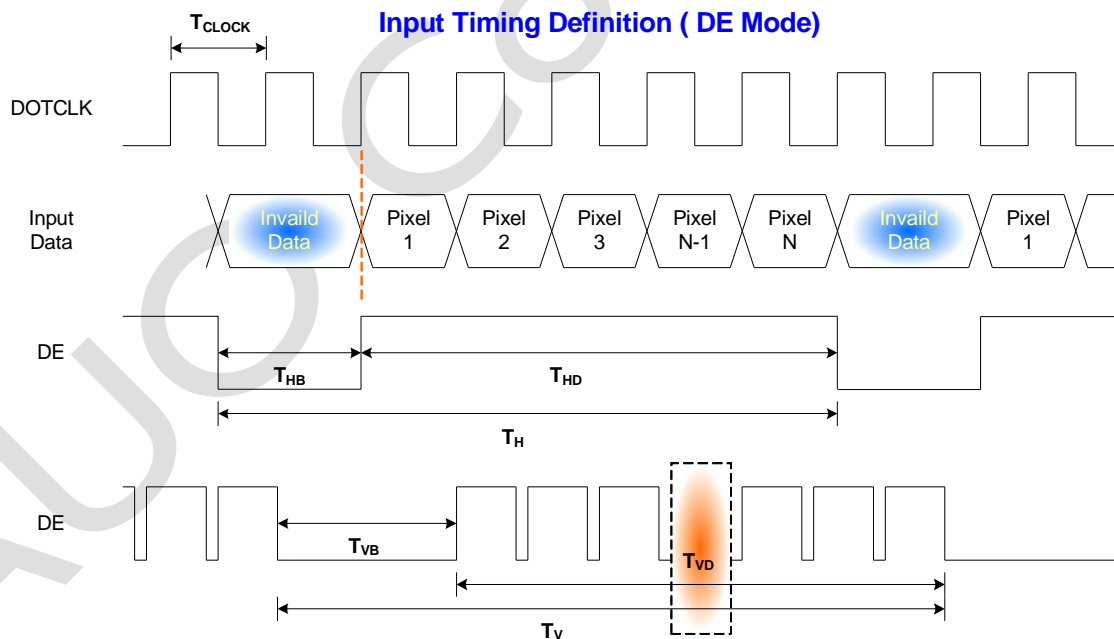 Input Timing Definition ( DE Mode)
TCLOCK
DOTCLK
Input
Data
Invaild
Data
Pixel
1
Pixel
2
Pixel
3
Pixel
N-1
Pixel
N
Invaild
Data
Pixel
1
DE
THB
THD
TH
DE
TVB
TVD
TV